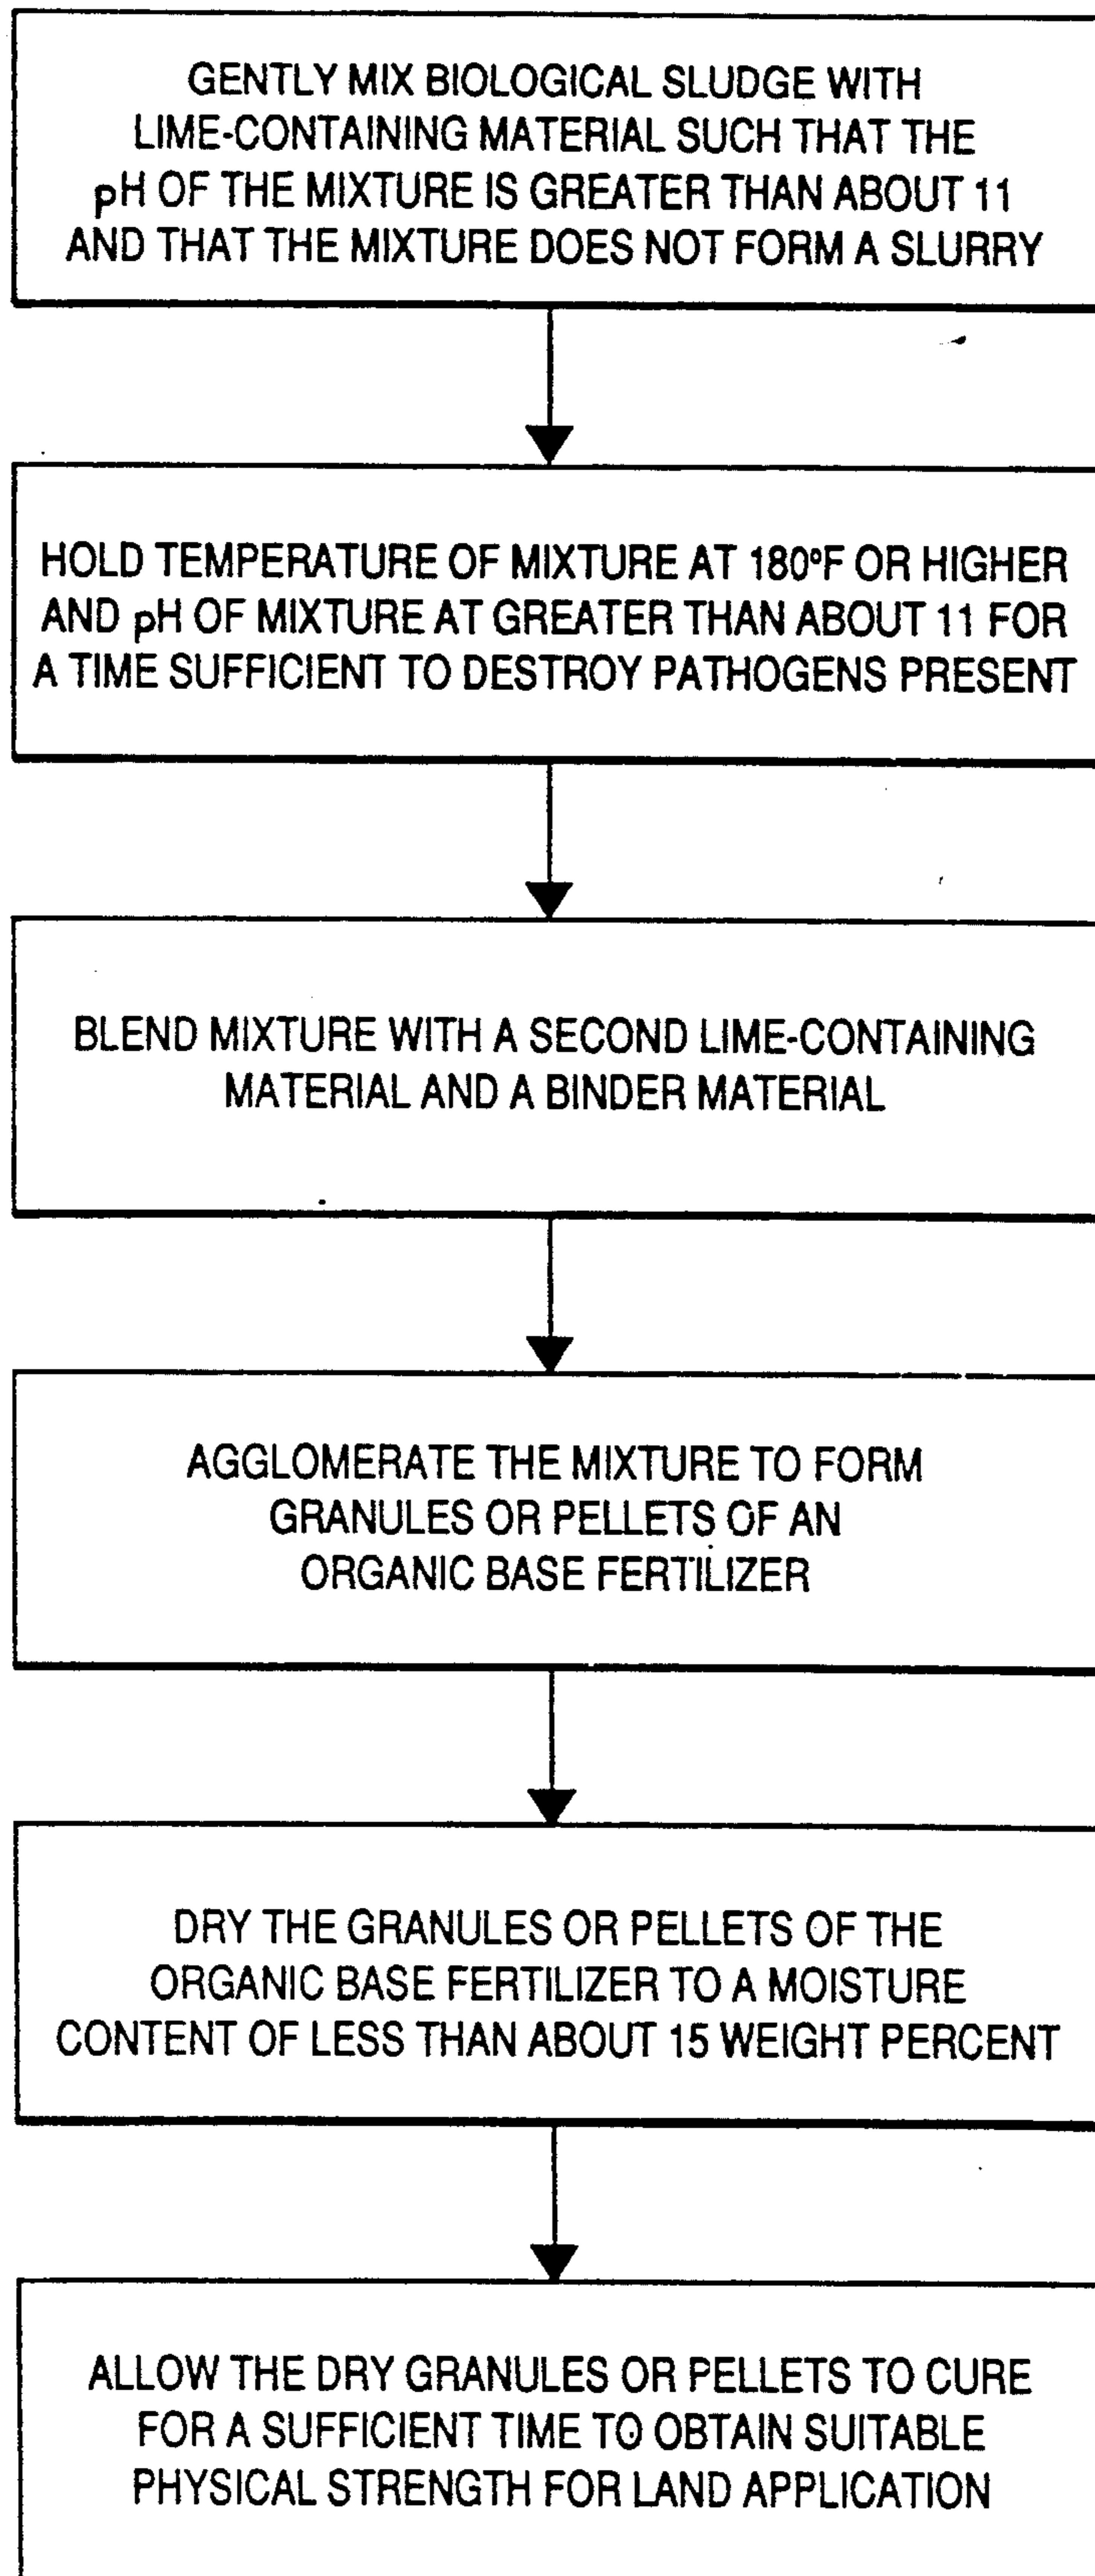 GENTLY MIX BIOLOGICAL SLUDGE WITH
LIME-CONTAINING MATERIAL SUCH THAT THE
pH OF THE MIXTURE IS GREATER THAN ABOUT 11
AND THAT THE MIXTURE DOES NOT FORM A SLURRY
HOLD TEMPERATURE OF MIXTURE AT 180°F OR HIGHER
AND pH OF MIXTURE AT GREATER THAN ABOUT 11 FOR
A TIME SUFFICIENT TO DESTROY PATHOGENS PRESENT
BLEND MIXTURE WITH A SECOND LIME-CONTAINING
MATERIAL AND A BINDER MATERIAL
AGGLOMERATE THE MIXTURE TO FORM
GRANULES OR PELLETS OF AN
ORGANIC BASE FERTILIZER
DRY THE GRANULES OR PELLETS OF THE
ORGANIC BASE FERTILIZER TO A MOISTURE
CONTENT OF LESS THAN ABOUT 15 WEIGHT PERCENT
ALLOW THE DRY GRANULES OR PELLETS TO CURE
FOR A SUFFICIENT TIME TO OBTAIN SUITABLE
PHYSICAL STRENGTH FOR LAND APPLICATION